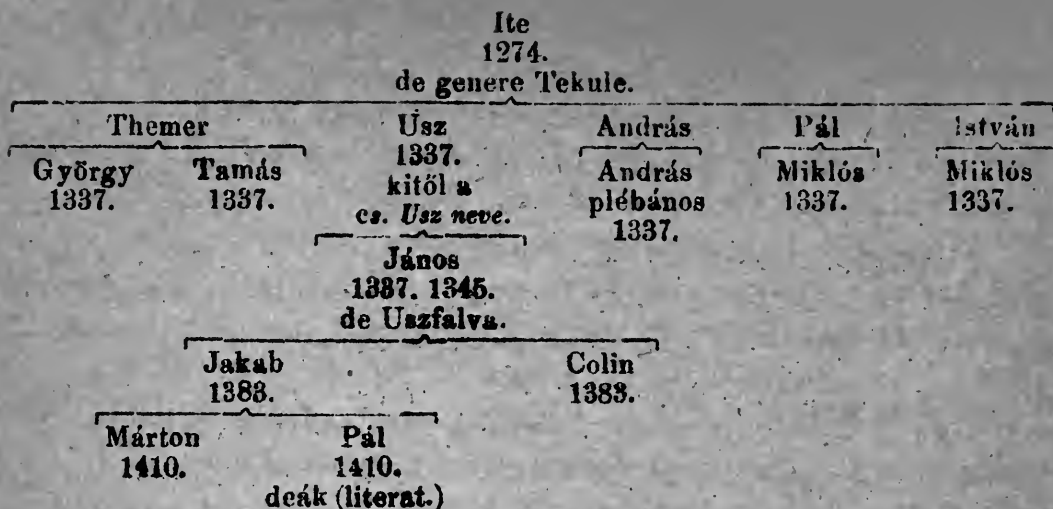 Ite
1274.
de genere Tekule.
Themer Usz András Pál István
1337.
György Tamás kitől a András Miklós Miklós
1337. 1337. cs. Usz neve. plébános 1337. 1337.
1337.
János
1337. 1345.
de Uszfalva.
Jakab Colin
1383. 1383.
Márton Pál
1410. 1410.
deák (literat.)